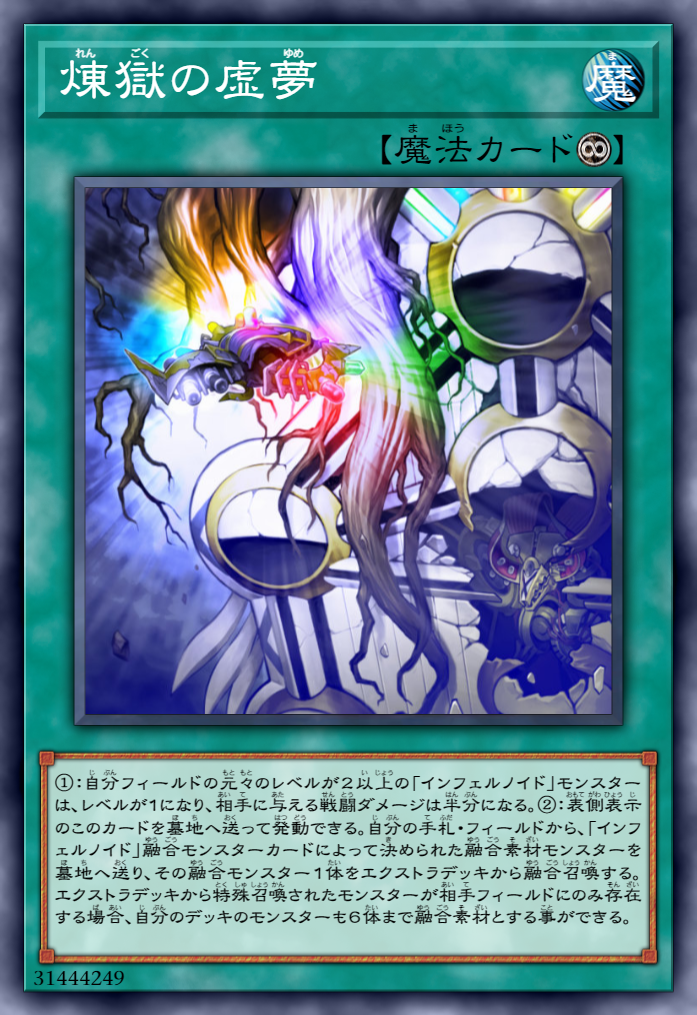 煉獄の虚夢
魔
【魔法カード】
①：自分フィールドの元々のレベルが２以上の「インフェルノイド」モンスター
は、レベルが１になり、相手に与える戦闘ダメージは半分になる。②：表側表示
のこのカードを墓地へ送って発動できる。自分の手札・フィールドから、「インフ
ェルノイド」融合モンスターカードによって決められた融合素材モンスターを
墓地へ送り、その融合モンスター１体をエクストラデッキから融合召喚する。
エクストラデッキから特殊召喚されたモンスターが相手フィールドにのみ存在
する場合、自分のデッキのモンスターも６体まで融合素材とする事ができる。
31444249